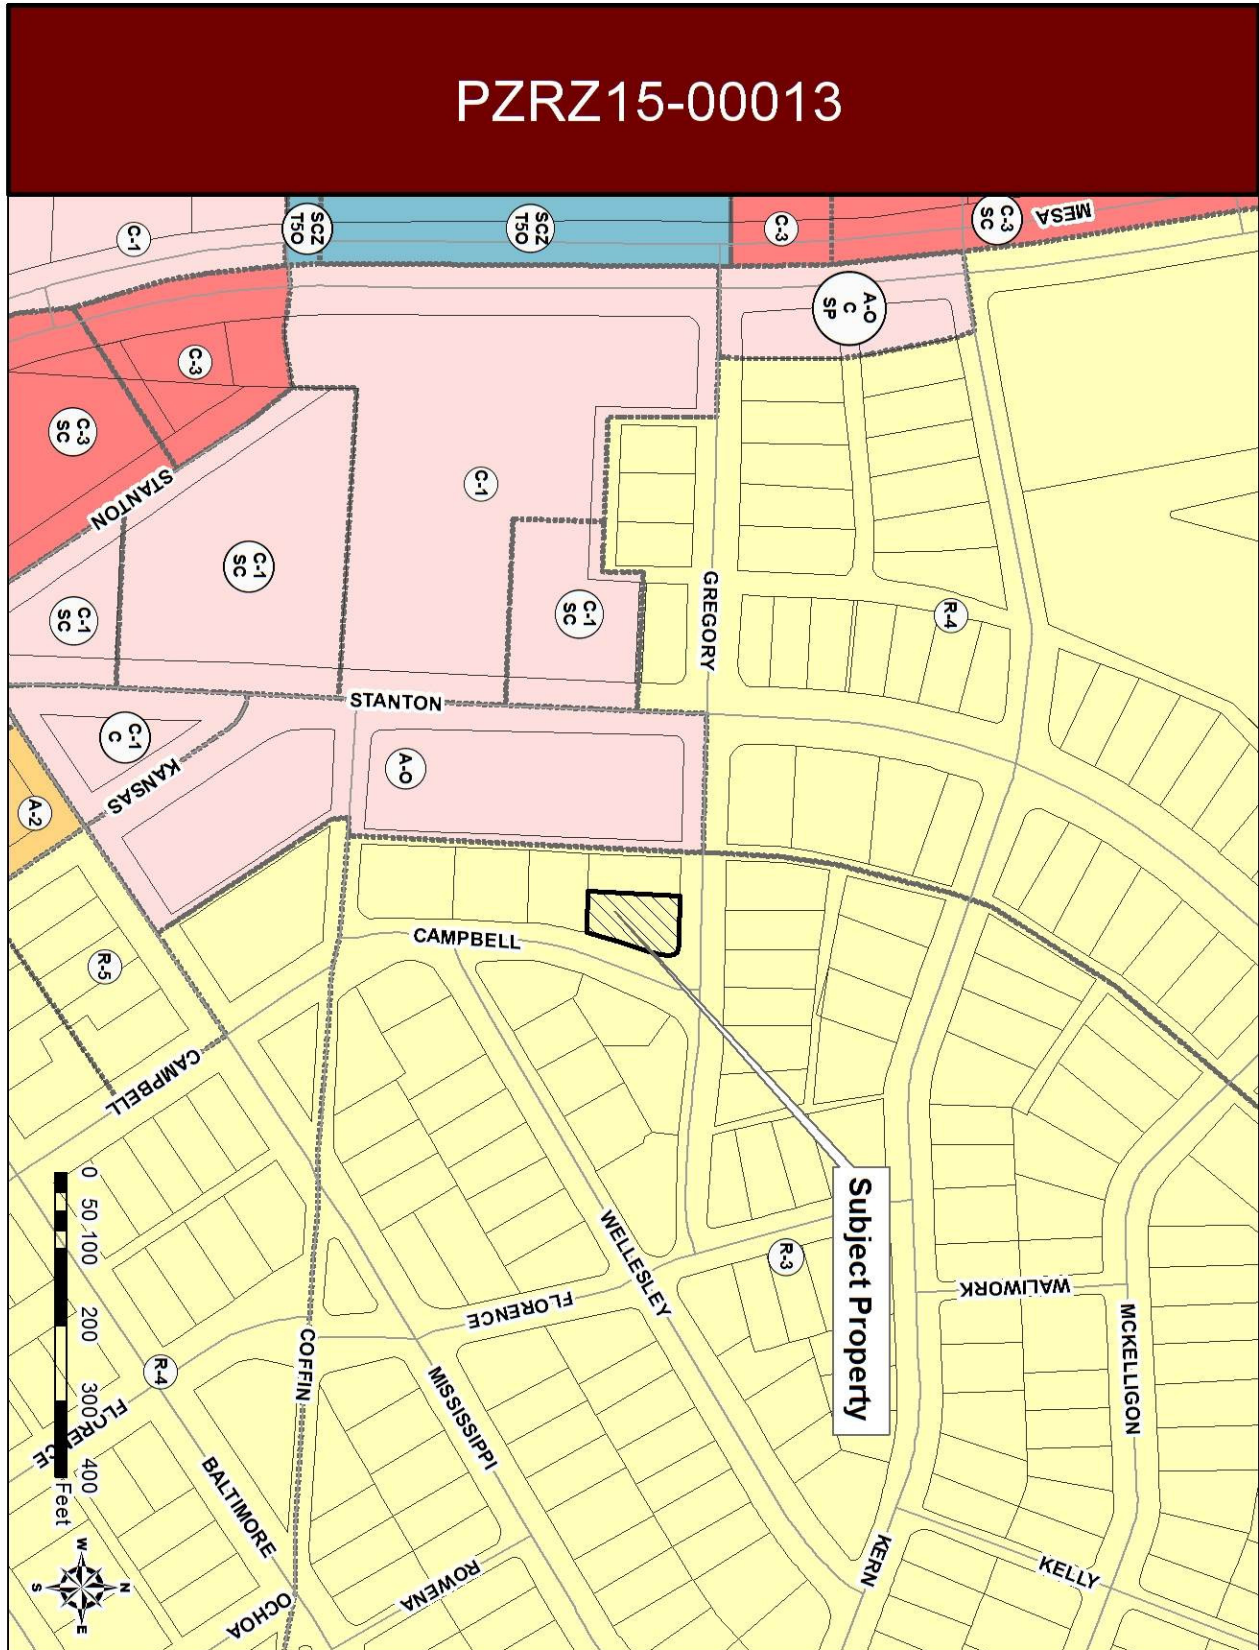 PZRZ15-00013
C-1
SCZ
T5O
SCZ
T5O
C-3
C-3
SC
MESA
A-O
C
SP
C-3
C-3
SC
STANTON
C-1
C-1
SC
C-1
SC
C-1
SC
GREGORY
R-4
STANTON
C-1
C
KANSAS
A-2
A-O
R-5
CAMPBELL
CAMPBELL
Subject Property
WELLESLEY
FLORENCE
R-3
WALIWORK
MCKELLIGON
COFFIN
MISSISSIPPI
R-4
FLORENCE
BALTIMORE
ROWENA
OCHOA
KERN
KELLY
0 50 100 200 300 400
Feet
N
W
E
S